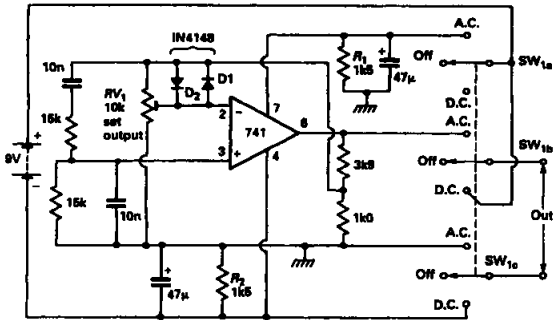 IN4148
A.C.
10n
D1
D2
R1
1k5
+
47μ
Off
SW1a
RV1
10k
set
output
2
−
7
741
6
D.C.
A.C.
15k
3
+
4
3k9
Off
SW1b
+
9V
−
15k
10n
1k0
D.C.
Out
A.C.
+
47μ
R2
1k5
Off
SW1c
D.C.